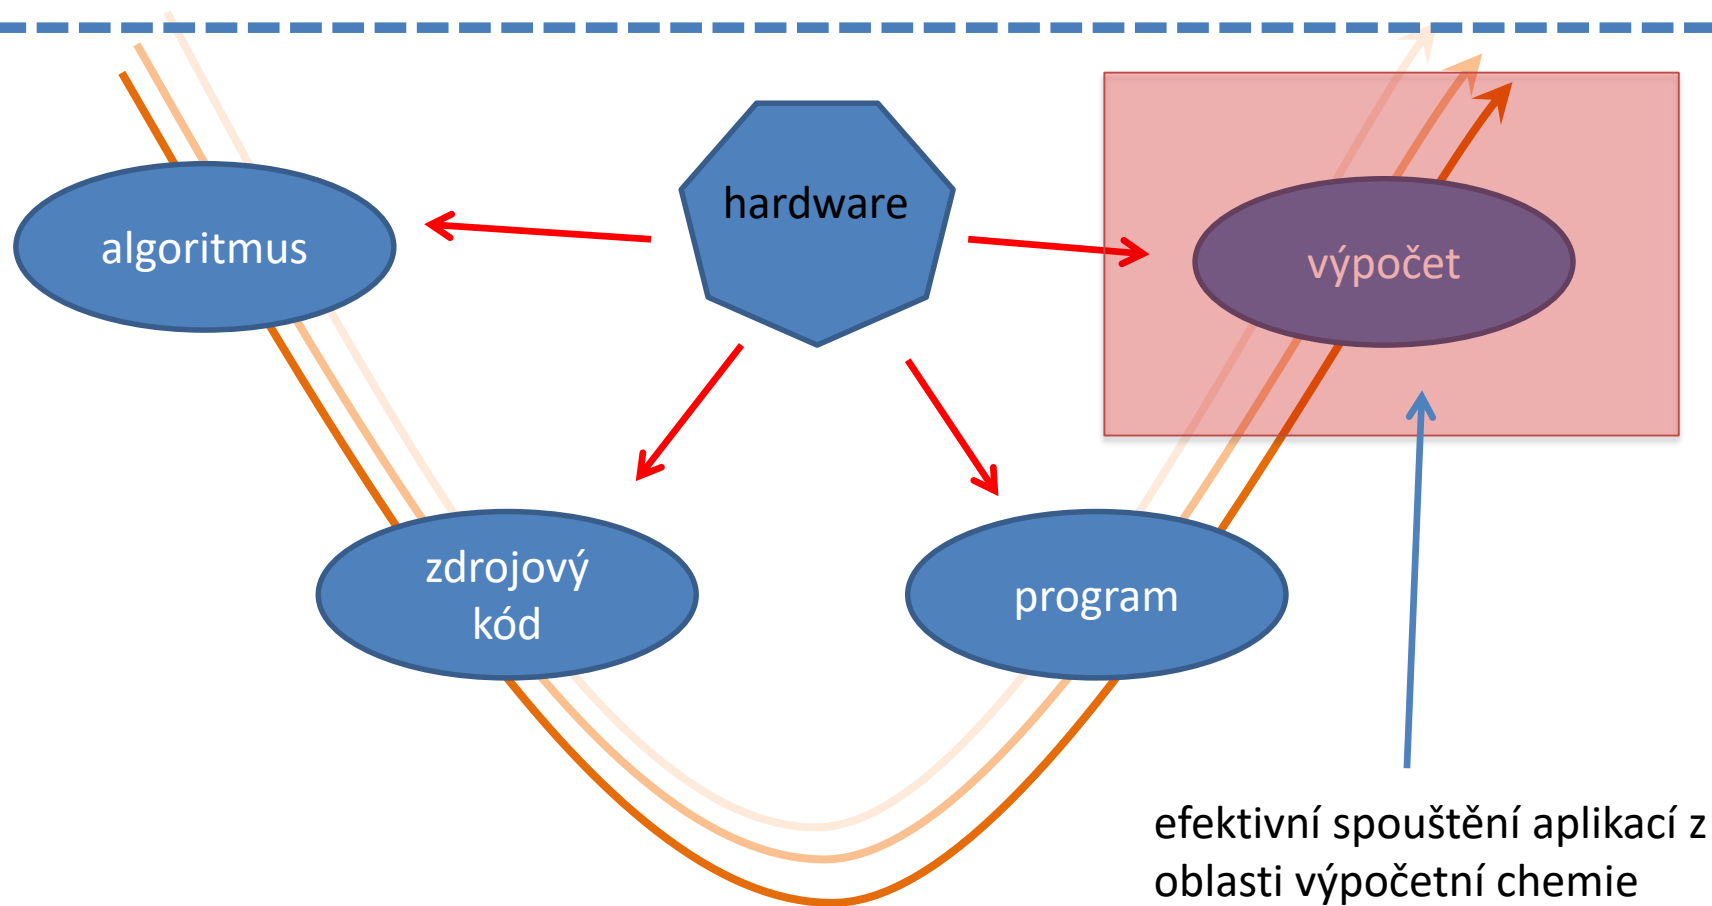 hardware
algoritmus
výpočet
zdrojový
kód
program
efektivní spouštění aplikací z
oblasti výpočetní chemie